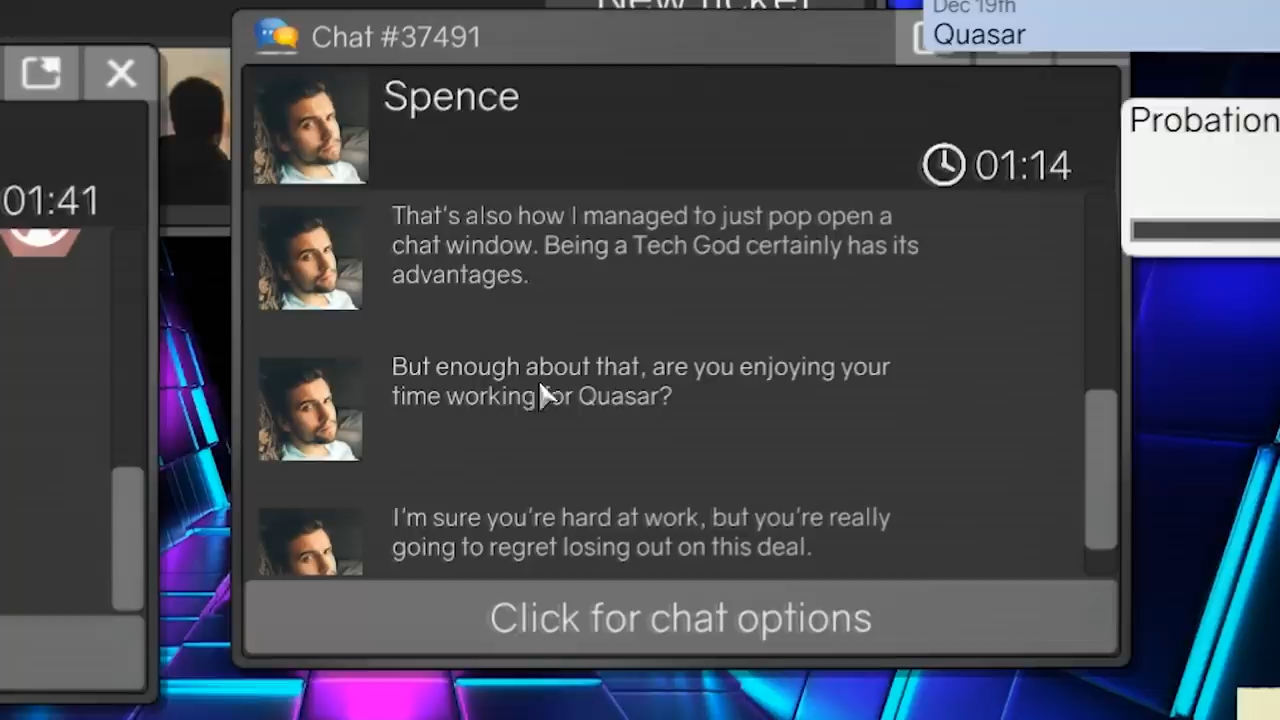 New Ticket
Dec 19th
Quasar
Chat #37491
Spence
01:14
Probation
01:41
That's also how I managed to just pop open a
chat window. Being a Tech God certainly has its
advantages.
But enough about that, are you enjoying your
time working for Quasar?
I'm sure you're hard at work, but you're really
going to regret losing out on this deal.
Click for chat options